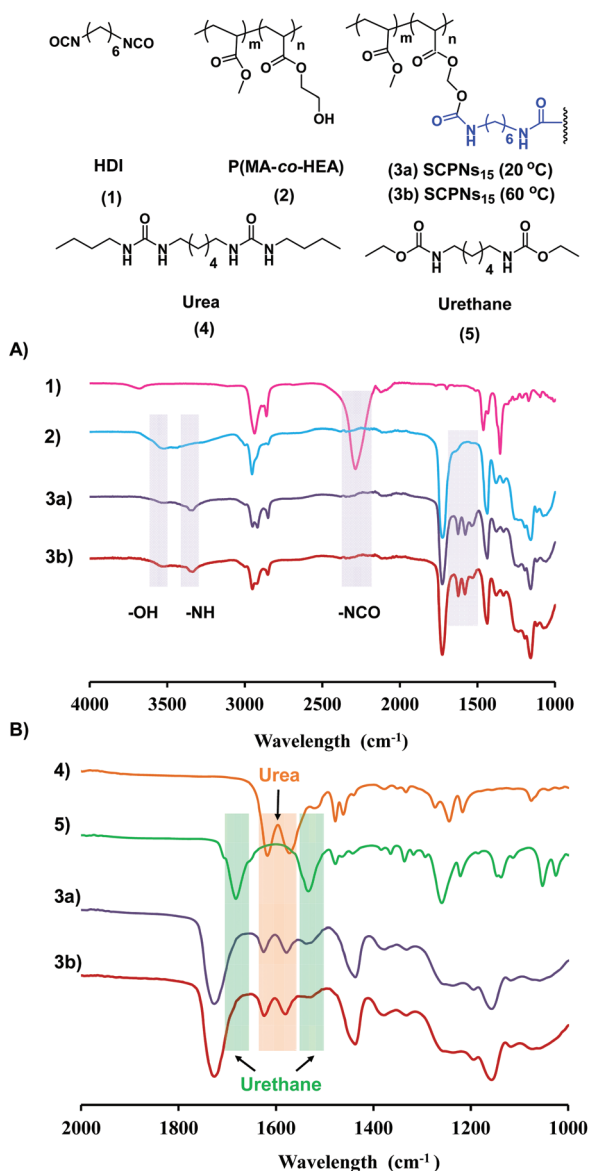 OCN NCO
6
HDI
(1)
m n
O O O O
OH
P(MA-co-HEA)
(2)
m n
O O O O
O O
N H
6
H N O
(3a) SCPNs15 (20 °C)
(3b) SCPNs15 (60 °C)
O O
N H N H
4
N H N H
Urea
(4)
O O
O N H
4
N H O
Urethane
(5)
A)
1)
2)
3a)
3b)
-OH -NH -NCO
4000 3500 3000 2500 2000 1500 1000
Wavelength (cm-1)
B)
4)
Urea
5)
3a)
3b)
Urethane
2000 1800 1600 1400 1200 1000
Wavelength (cm-1)